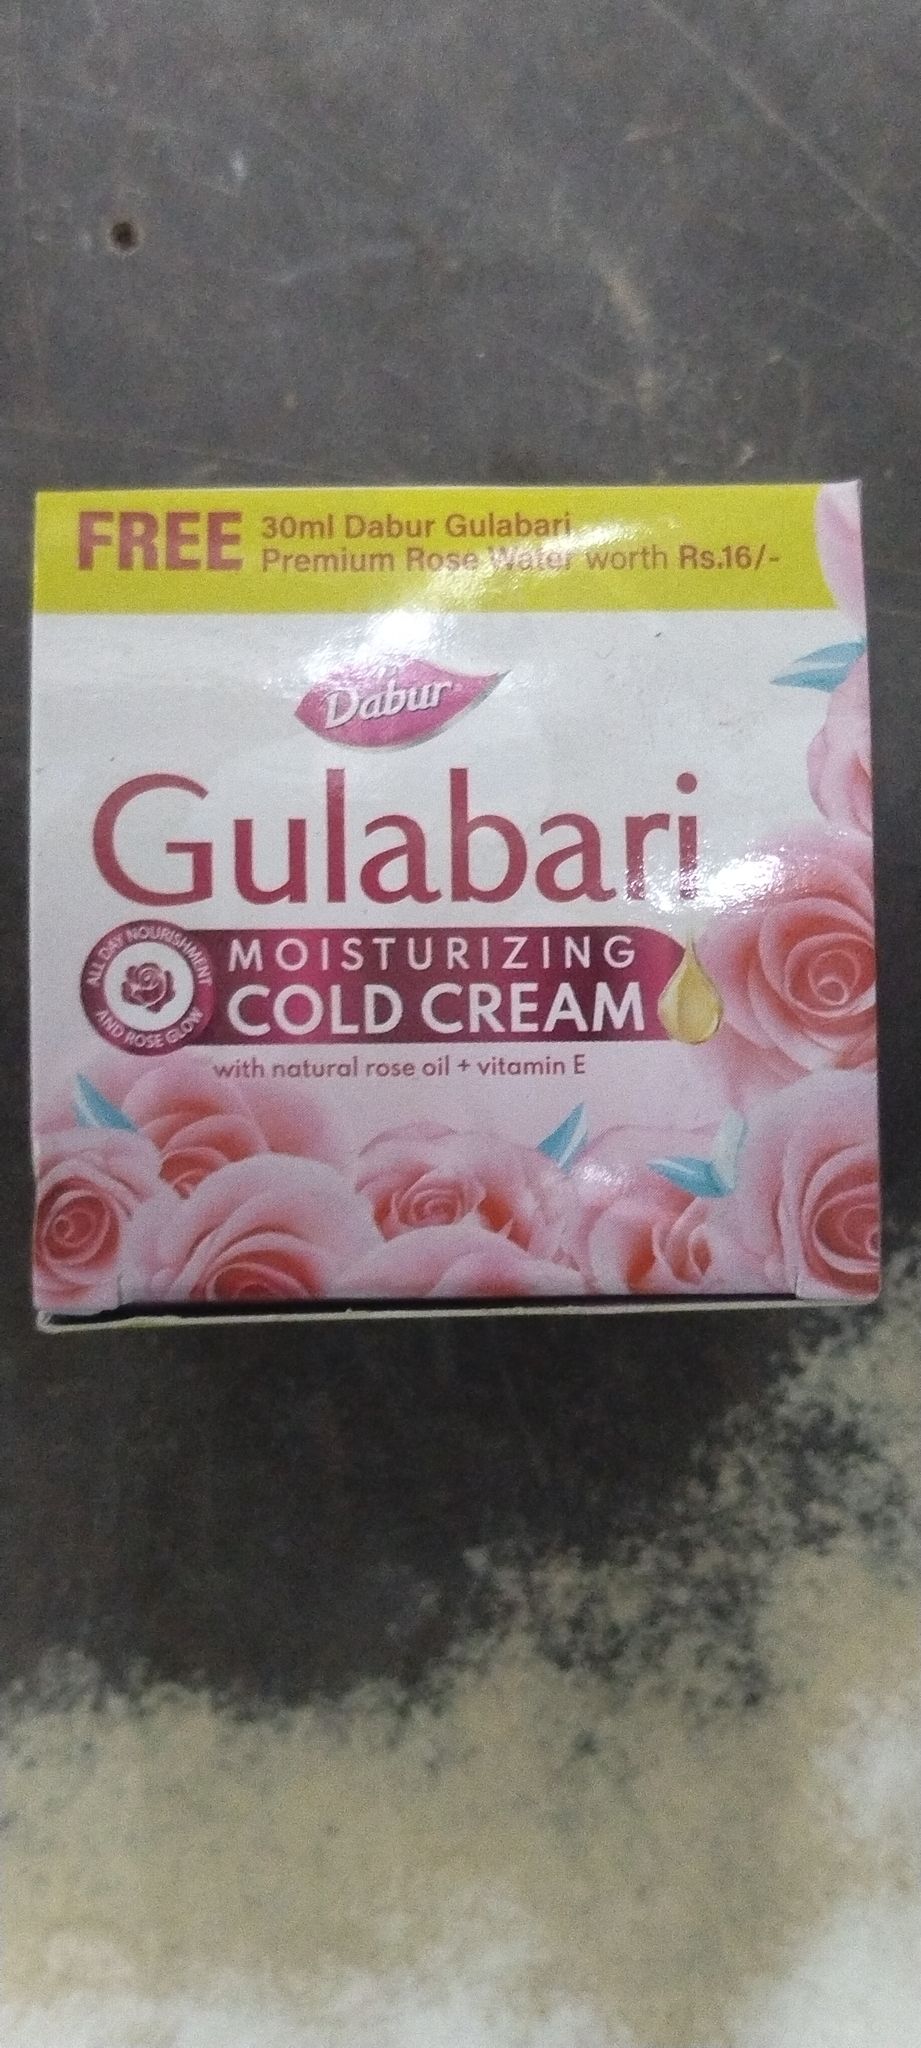 FREE 30ml Dabur Gulabari
Premium Rose Water worth Rs.16/-
Dabur
Gulabari
ALL DAY NOURISHMENT
AND ROSE GLOW
MOISTURIZING
COLD CREAM
with natural rose oil + vitamin E